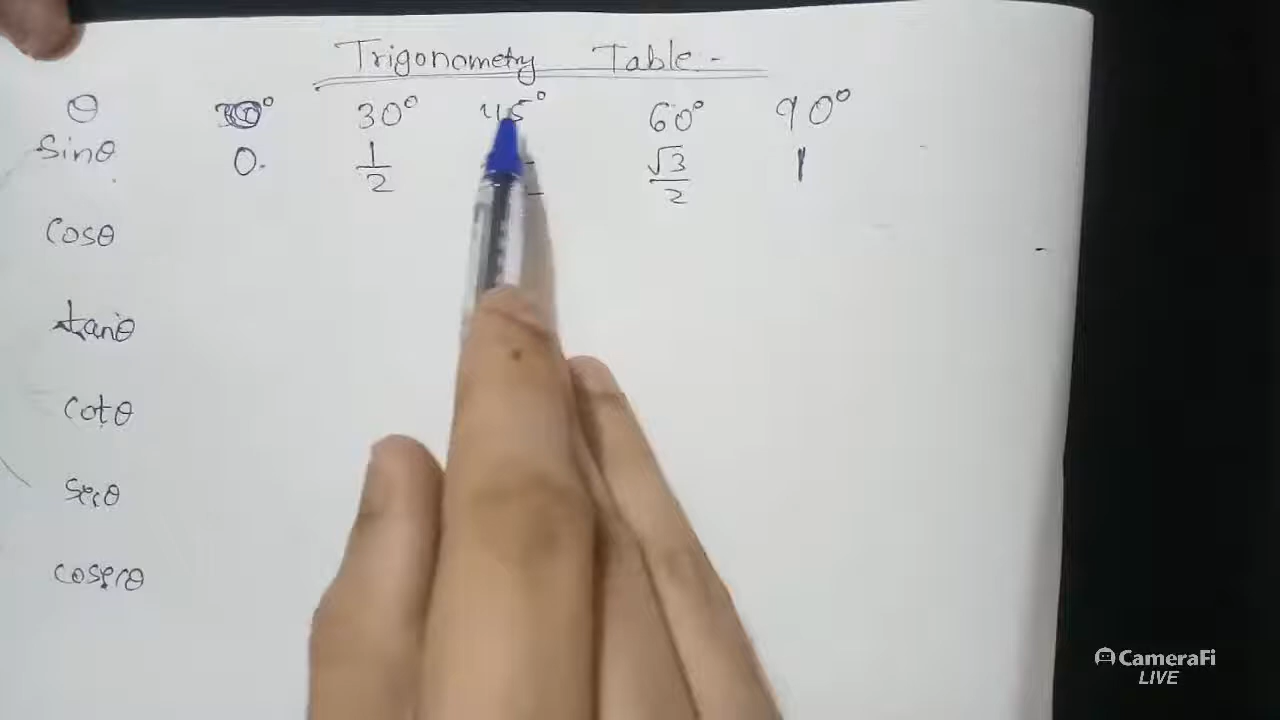 Trigonometry Table -
θ 0° 30° 45° 60° 90°
sinθ 0 1/2 √3/2 1
cosθ
tanθ
cotθ
secθ
cosecθ
CameraFi
LIVE